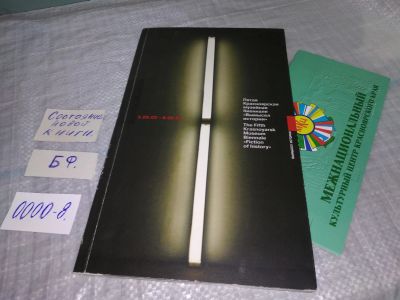 Состояние
новой
книги.
БФ.
0000-8.
Пятая
Красноярская
музейная
биеннале
«Вымысел
истории»
The Fifth
Krasnoyarsk
Museum
Biennale
«Fiction
of history»
МЕЖНАЦИОНАЛЬНЫЙ
КУЛЬТУРНЫЙ ЦЕНТР КРАСНОЯРСКОГО КРАЯ